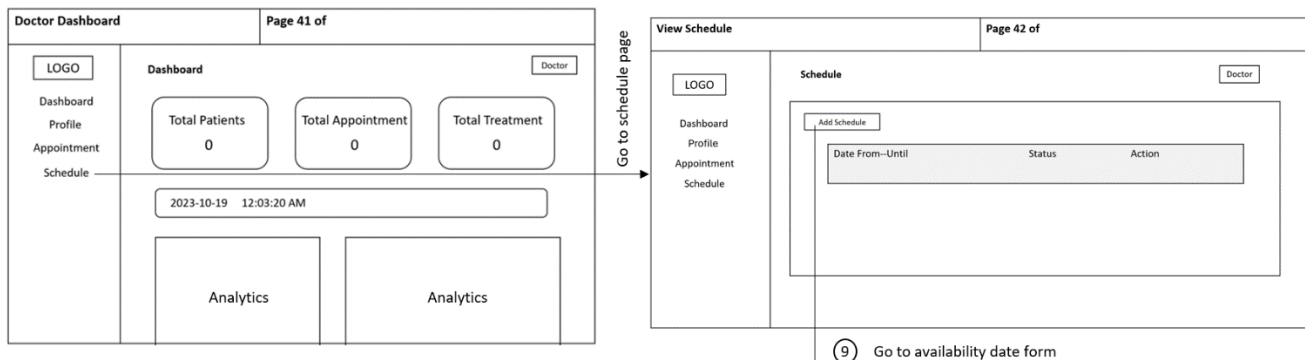 Doctor Dashboard
Page 41 of
LOGO
Dashboard
Profile
Appointment
Schedule
Dashboard
Doctor
Total Patients
0
Total Appointment
0
Total Treatment
0
2023-10-19 12:03:20 AM
Analytics
Analytics
Go to schedule page
View Schedule
Page 42 of
LOGO
Dashboard
Profile
Appointment
Schedule
Schedule
Doctor
Add Schedule
Date From--Until Status Action
9 Go to availability date form